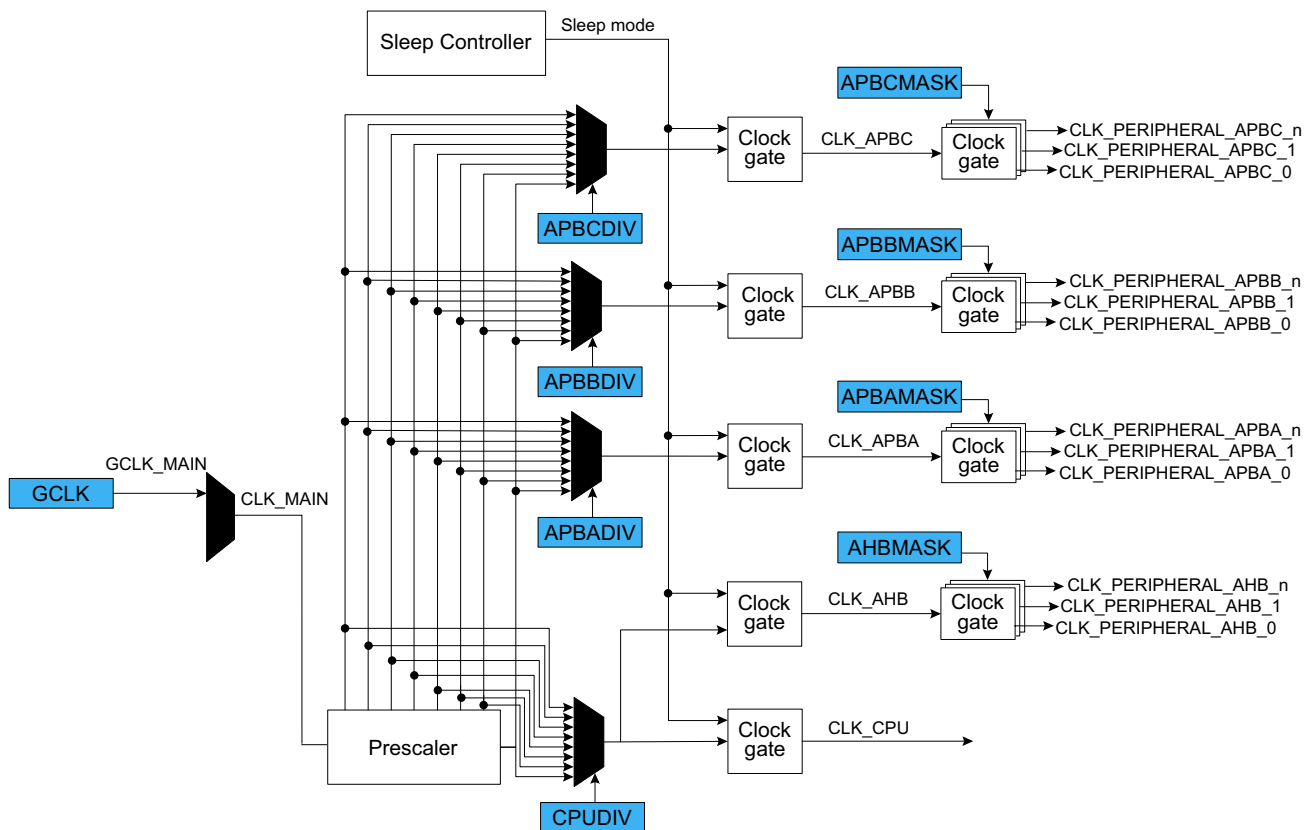 Sleep Controller
Sleep mode
APBCMASK
Clock
gate
CLK_APBC
Clock
gate
CLK_PERIPHERAL_APBC_n
CLK_PERIPHERAL_APBC_1
CLK_PERIPHERAL_APBC_0
APBCDIV
APBBMASK
Clock
gate
CLK_APBB
Clock
gate
CLK_PERIPHERAL_APBB_n
CLK_PERIPHERAL_APBB_1
CLK_PERIPHERAL_APBB_0
APBBDIV
APBAMASK
Clock
gate
CLK_APBA
Clock
gate
CLK_PERIPHERAL_APBA_n
CLK_PERIPHERAL_APBA_1
CLK_PERIPHERAL_APBA_0
GCLK
GCLK_MAIN
CLK_MAIN
APBADIV
AHBMASK
Clock
gate
CLK_AHB
Clock
gate
CLK_PERIPHERAL_AHB_n
CLK_PERIPHERAL_AHB_1
CLK_PERIPHERAL_AHB_0
Prescaler
Clock
gate
CLK_CPU
CPUDIV